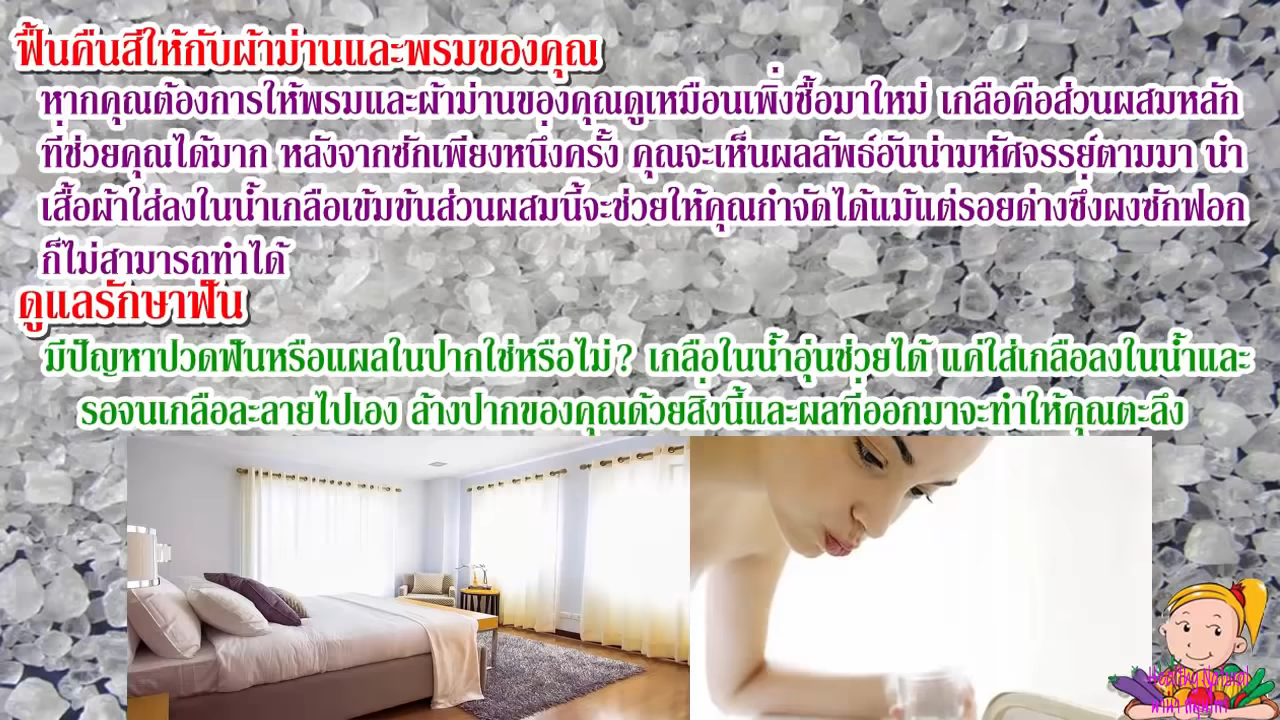 ฟื้นคืนสีให้กับผ้าม่านและพรมของคุณ
หากคุณต้องการให้พรมและผ้าม่านของคุณดูเหมือนเพิ่งซื้อมาใหม่ เกลือคือส่วนผสมหลัก
ที่ช่วยคุณได้มาก หลังจากซักเพียงหนึ่งครั้ง คุณจะเห็นผลลัพธ์อันน่ามหัศจรรย์ตามมา นำ
เสื้อผ้าใส่ลงในน้ำเกลือเข้มข้นส่วนผสมนี้จะช่วยให้คุณกำจัดได้แม้แต่รอยด่างซึ่งผงซักฟอก
ก็ไม่สามารถทำได้
ดูแลรักษาฟัน
มีปัญหาปวดฟันหรือแผลในปากใช่หรือไม่? เกลือในน้ำอุ่นช่วยได้ แค่ใส่เกลือลงในน้ำและ
รอจนเกลือละลายไปเอง ล้างปากของคุณด้วยสิ่งนี้และผลที่ออกมาจะทำให้คุณตะลึง